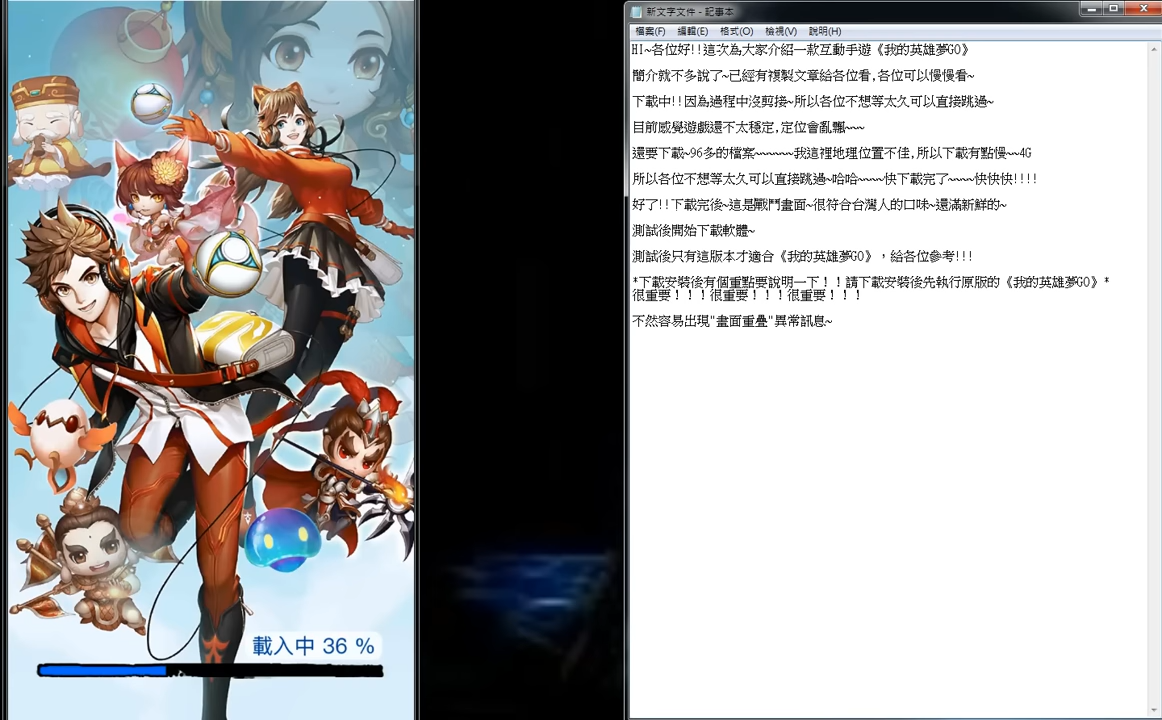 載入中 36 %
新文字文件 - 記事本
檔案(F) 編輯(E) 格式(O) 檢視(V) 說明(H)
HI~各位好!!這次為大家介紹一款互動手遊《我的英雄夢GO》
簡介就不多說了~已經有複製文章給各位看,各位可以慢慢看~
下載中!!因為過程中沒剪接~所以各位不想等太久可以直接跳過~
目前感覺遊戲還不太穩定,定位會亂飄~~~
還要下載~96多的檔案~~~~~~我這裡地理位置不佳,所以下載有點慢~~4G
所以各位不想等太久可以直接跳過~哈哈~~~~快下載完了~~~~快快快!!!!
好了!!下載完後~這是戰鬥畫面~很符合台灣人的口味~還滿新鮮的~
測試後開始下載軟體~
測試後只有這版本才適合《我的英雄夢GO》，給各位參考!!!
*下載安裝後有個重點要說明一下！！請下載安裝後先執行原版的《我的英雄夢GO》*
很重要！！！很重要！！！很重要！！！
不然容易出現"畫面重疊"異常訊息~